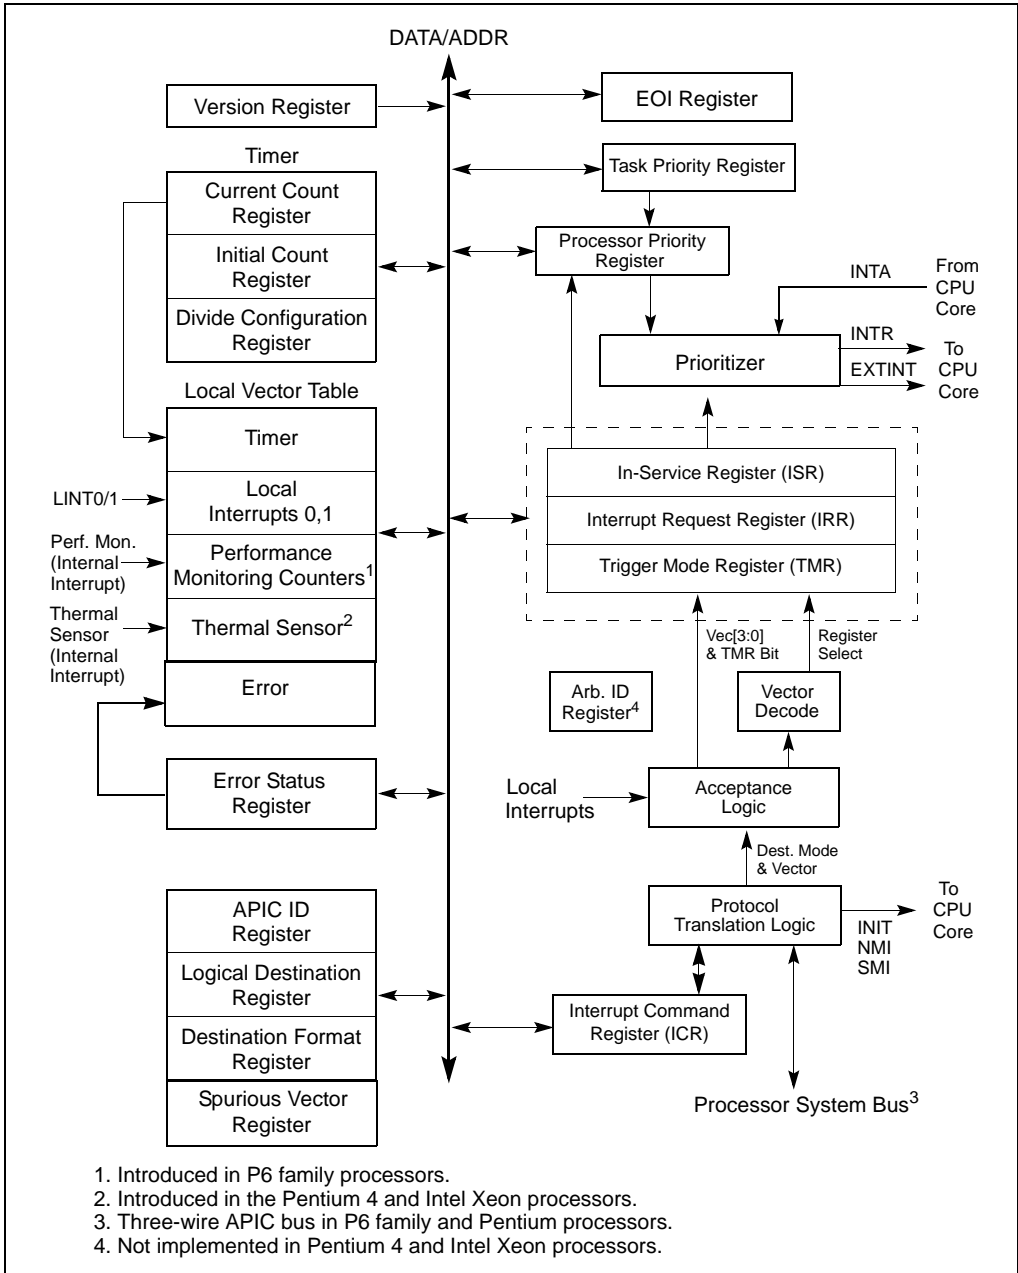 DATA/ADDR
Version Register
EOI Register
Timer
Current Count
Register
Initial Count
Register
Divide Configuration
Register
Task Priority Register
Processor Priority
Register
INTA
From
CPU
Core
Prioritizer
INTR
EXTINT
To
CPU
Core
Local Vector Table
Timer
Local
Interrupts 0,1
Performance
Monitoring Counters1
Thermal Sensor2
Error
LINT0/1
Perf. Mon.
(Internal
Interrupt)
Thermal
Sensor
(Internal
Interrupt)
In-Service Register (ISR)
Interrupt Request Register (IRR)
Trigger Mode Register (TMR)
Vec[3:0]
& TMR Bit
Register
Select
Arb. ID
Register4
Vector
Decode
Error Status
Register
Local
Interrupts
Acceptance
Logic
Dest. Mode
& Vector
Protocol
Translation Logic
INIT
NMI
SMI
To
CPU
Core
APIC ID
Register
Logical Destination
Register
Destination Format
Register
Spurious Vector
Register
Interrupt Command
Register (ICR)
Processor System Bus3
1. Introduced in P6 family processors.
2. Introduced in the Pentium 4 and Intel Xeon processors.
3. Three-wire APIC bus in P6 family and Pentium processors.
4. Not implemented in Pentium 4 and Intel Xeon processors.